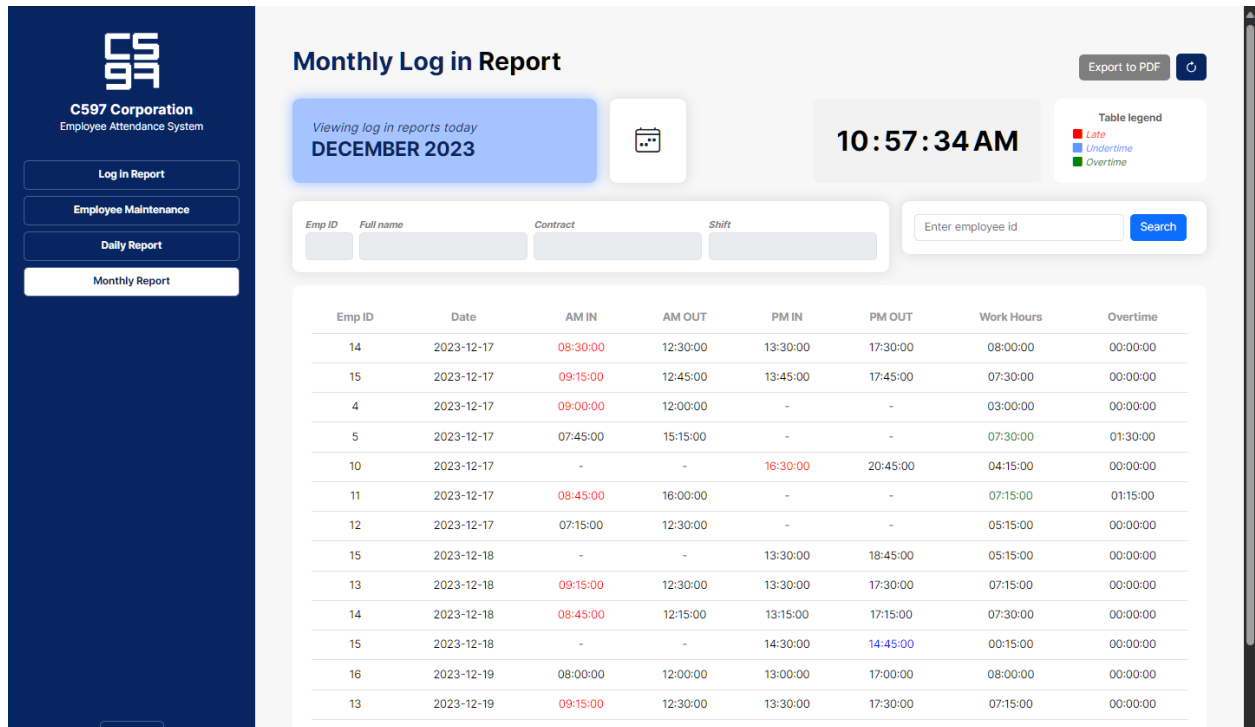 C597
C597 Corporation
Employee Attendance System
Log in Report
Employee Maintenance
Daily Report
Monthly Report
Monthly Log in Report
Export to PDF
Viewing log in reports today
DECEMBER 2023
10:57:34 AM
Table legend
Late
Undertime
Overtime
Emp ID Full name Contract Shift
Enter employee id Search
Emp ID Date AM IN AM OUT PM IN PM OUT Work Hours Overtime
14 2023-12-17 08:30:00 12:30:00 13:30:00 17:30:00 08:00:00 00:00:00
15 2023-12-17 09:15:00 12:45:00 13:45:00 17:45:00 07:30:00 00:00:00
4 2023-12-17 09:00:00 12:00:00 - - 03:00:00 00:00:00
5 2023-12-17 07:45:00 15:15:00 - - 07:30:00 01:30:00
10 2023-12-17 - - 16:30:00 20:45:00 04:15:00 00:00:00
11 2023-12-17 08:45:00 16:00:00 - - 07:15:00 01:15:00
12 2023-12-17 07:15:00 12:30:00 - - 05:15:00 00:00:00
15 2023-12-18 - - 13:30:00 18:45:00 05:15:00 00:00:00
13 2023-12-18 09:15:00 12:30:00 13:30:00 17:30:00 07:15:00 00:00:00
14 2023-12-18 08:45:00 12:15:00 13:15:00 17:15:00 07:30:00 00:00:00
15 2023-12-18 - - 14:30:00 14:45:00 00:15:00 00:00:00
16 2023-12-19 08:00:00 12:00:00 13:00:00 17:00:00 08:00:00 00:00:00
13 2023-12-19 09:15:00 12:30:00 13:30:00 17:30:00 07:15:00 00:00:00